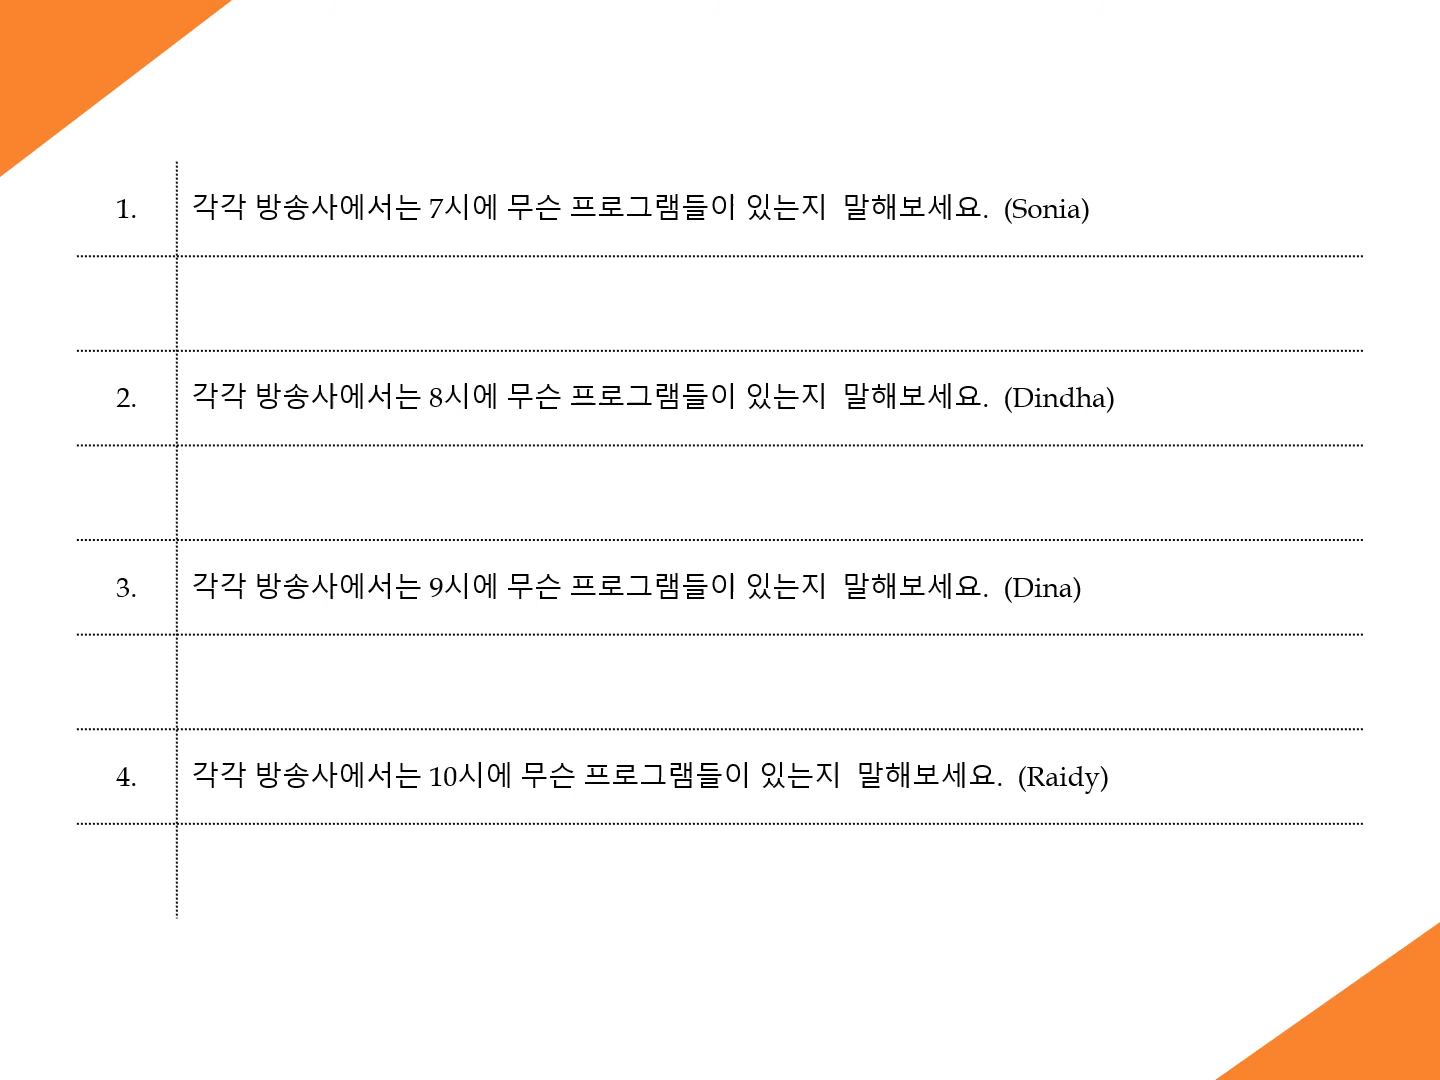 1. 각각 방송사에서는 7시에 무슨 프로그램들이 있는지 말해보세요. (Sonia)
2. 각각 방송사에서는 8시에 무슨 프로그램들이 있는지 말해보세요. (Dindha)
3. 각각 방송사에서는 9시에 무슨 프로그램들이 있는지 말해보세요. (Dina)
4. 각각 방송사에서는 10시에 무슨 프로그램들이 있는지 말해보세요. (Raidy)